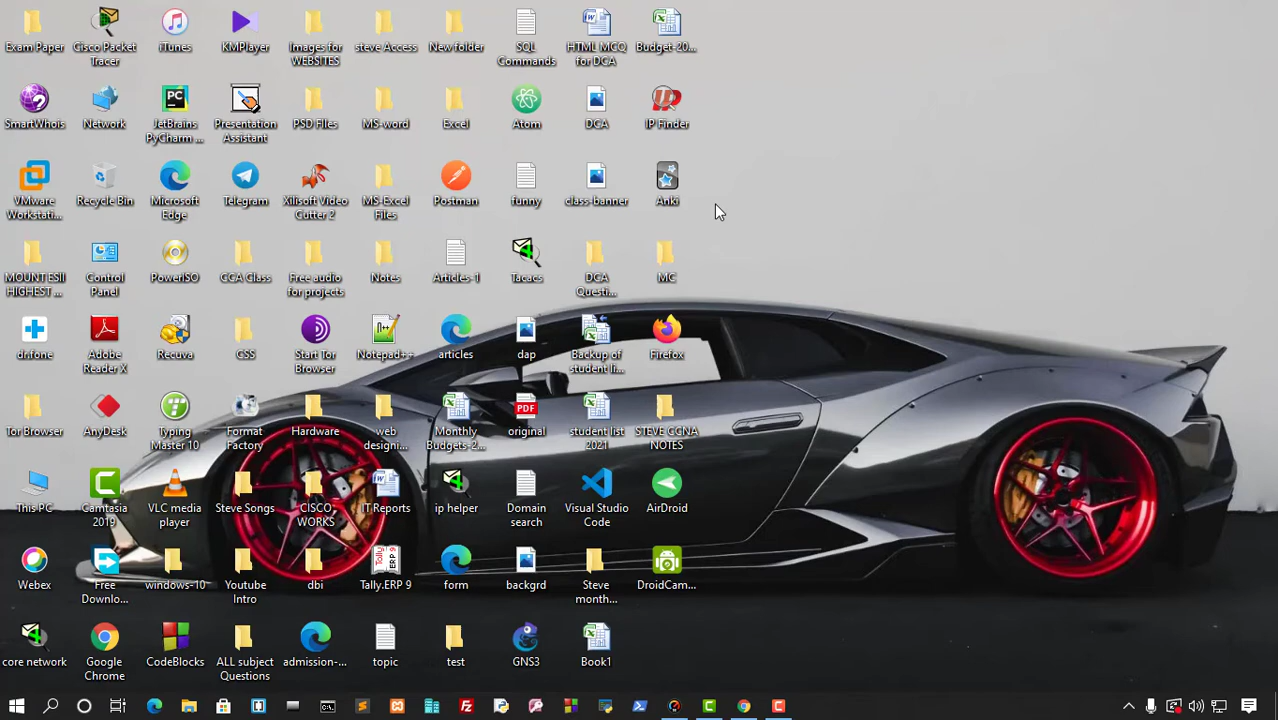 Exam Paper
Cisco Packet
Tracer
iTunes
KMPlayer
Images for
WEBSITES
steve Access
New folder
SQL
Commands
HTML MCQ
for DCA
Budget-20...
SmartWhois
Network
JetBrains
PyCharm ...
Presentation
Assistant
PSD FIles
MS-word
Excel
Atom
DCA
IP Finder
VMware
Workstati...
Recycle Bin
Microsoft
Edge
Telegram
Xilisoft Video
Cutter 2
MS-Excel
Files
Postman
funny
class-banner
Anki
MOUNT ESII
HIGHEST ...
Control
Panel
PowerISO
CCA Class
Free audio
for projects
Notes
Articles-1
Tacacs
DCA
Questi...
MC
dr.fone
Adobe
Reader X
Recuva
CSS
Start Tor
Browser
Notepad++
articles
dap
Backup of
student li...
Firefox
Tor Browser
AnyDesk
Typing
Master 10
Format
Factory
Hardware
web
designi...
Monthly
Budgets-2...
PDF
original
student list
2021
STEVE CCNA
NOTES
This PC
Camtasia
2019
VLC media
player
Steve Songs
CISCO
WORKS
IT Reports
ip helper
Domain
search
Visual Studio
Code
AirDroid
Webex
Free
Downlo...
windows-10
Youtube
Intro
dbi
Tally.ERP 9
form
backgrd
Steve
month...
DroidCam...
core network
Google
Chrome
CodeBlocks
ALL subject
Questions
admission-...
topic
test
GNS3
Book1